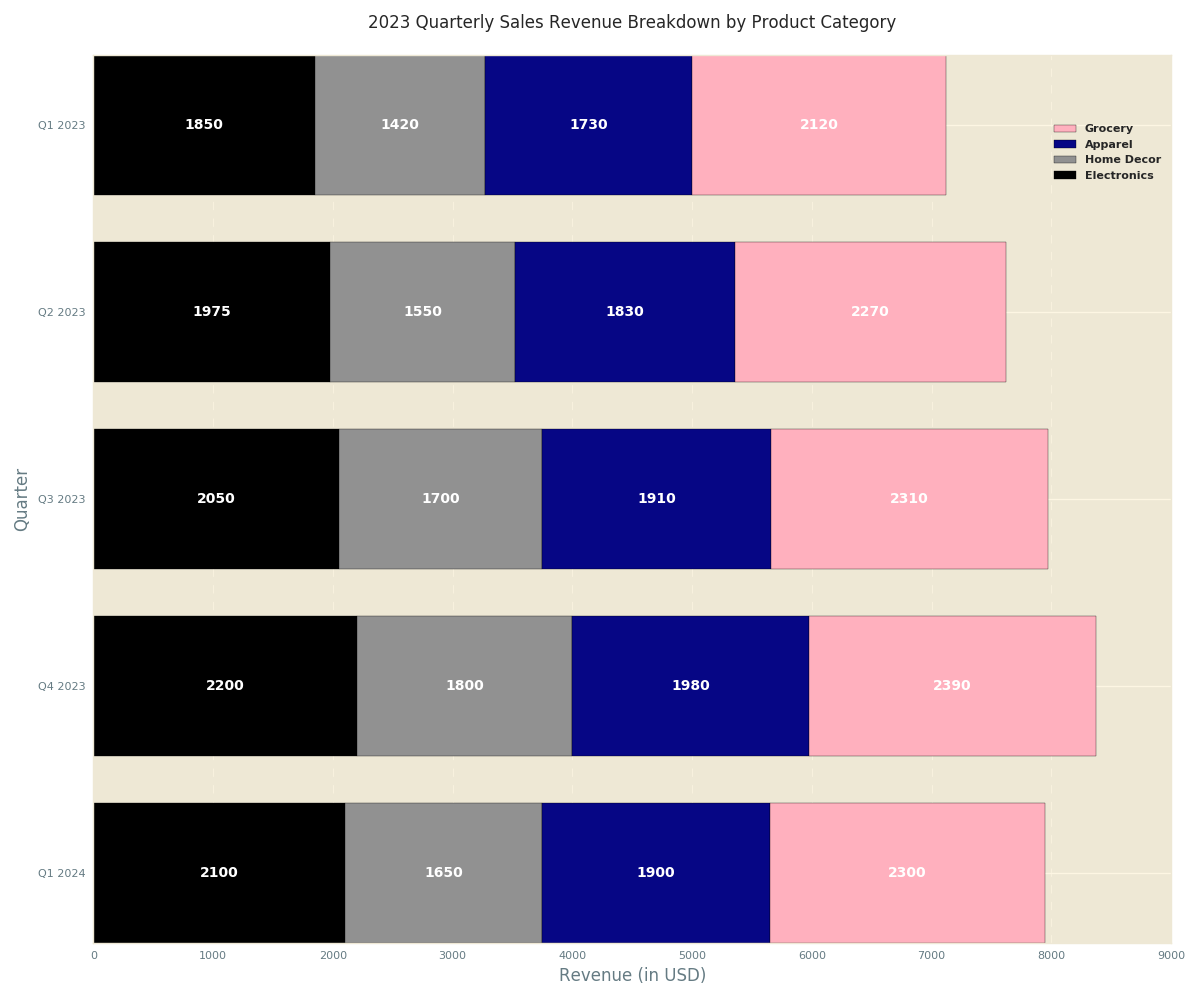 2023 Quarterly Sales Revenue Breakdown by Product Category
Q1 2023
1850
1420
1730
2120
Grocery
Apparel
Home Decor
Electronics
Q2 2023
1975
1550
1830
2270
Q3 2023
2050
1700
1910
2310
Quarter
Q4 2023
2200
1800
1980
2390
Q1 2024
2100
1650
1900
2300
0 1000 2000 3000 4000 5000 6000 7000 8000 9000
Revenue (in USD)